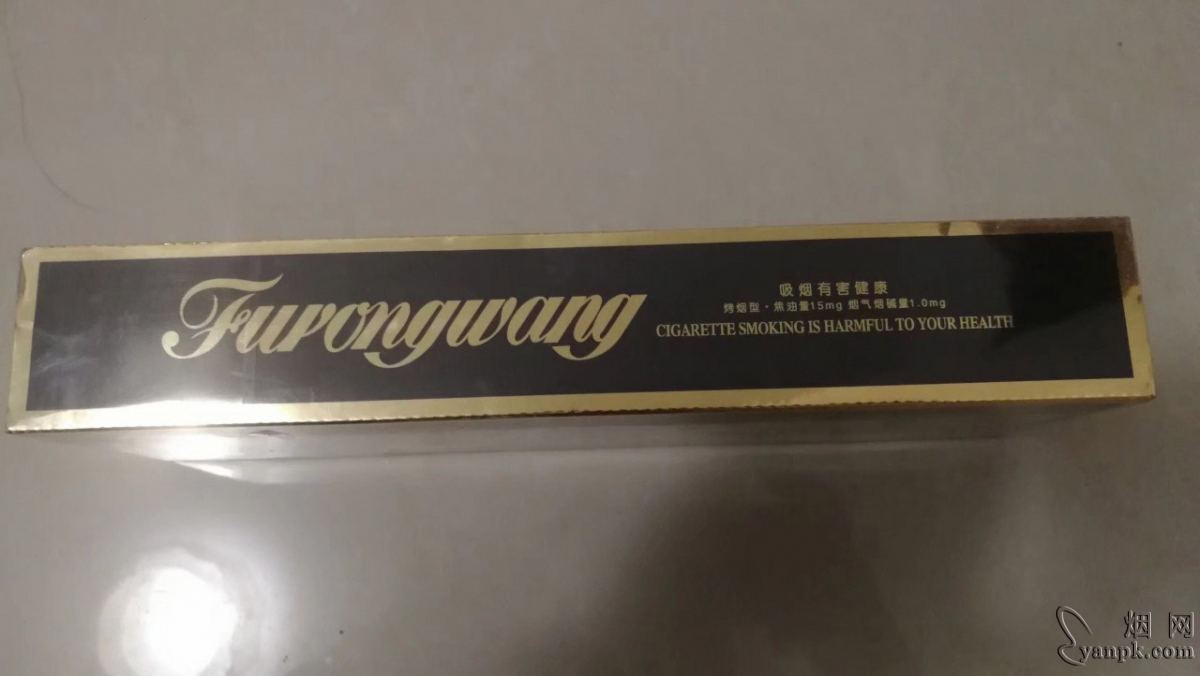 Furongwang
吸烟有害健康
烤烟型·焦油量15mg 烟气烟碱量1.0mg
CIGARETTE SMOKING IS HARMFUL TO YOUR HEALTH
烟网
yanpk.com